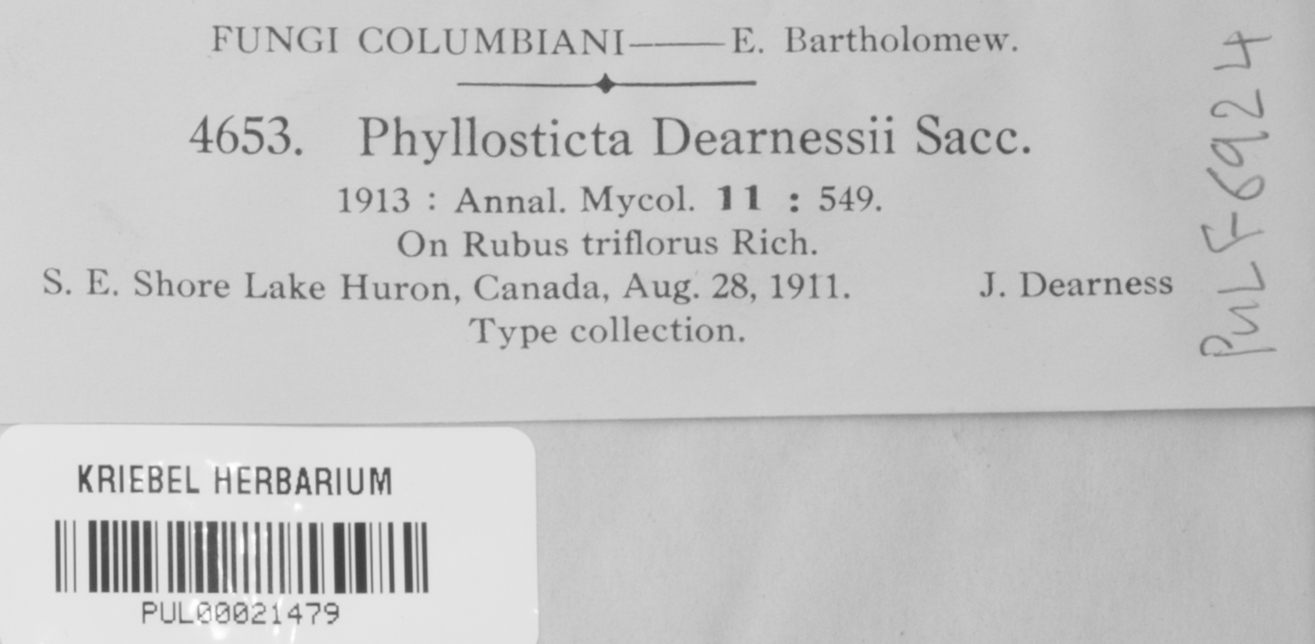 FUNGI COLUMBIANI——E. Bartholomew.
4653. Phyllosticta Dearnessii Sacc.
1913 : Annal. Mycol. 11 : 549.
On Rubus triflorus Rich.
S. E. Shore Lake Huron, Canada, Aug. 28, 1911. J. Dearness
Type collection.
PUL F6924
KRIEBEL HERBARIUM
PUL00021479